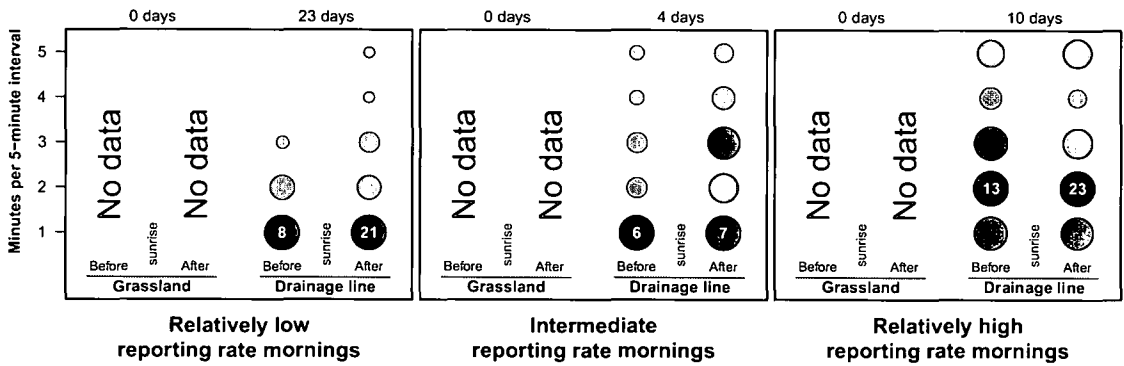 0 days 23 days 0 days 4 days 0 days 10 days
Minutes per 5−minute interval
5
4
3
2
1
No data
No data
8
21
sunrise
sunrise
Before After Before After
Grassland Drainage line
No data
No data
6
7
sunrise
sunrise
Before After Before After
Grassland Drainage line
No data
No data
13
23
sunrise
sunrise
Before After Before After
Grassland Drainage line
Relatively low
reporting rate mornings
Intermediate
reporting rate mornings
Relatively high
reporting rate mornings